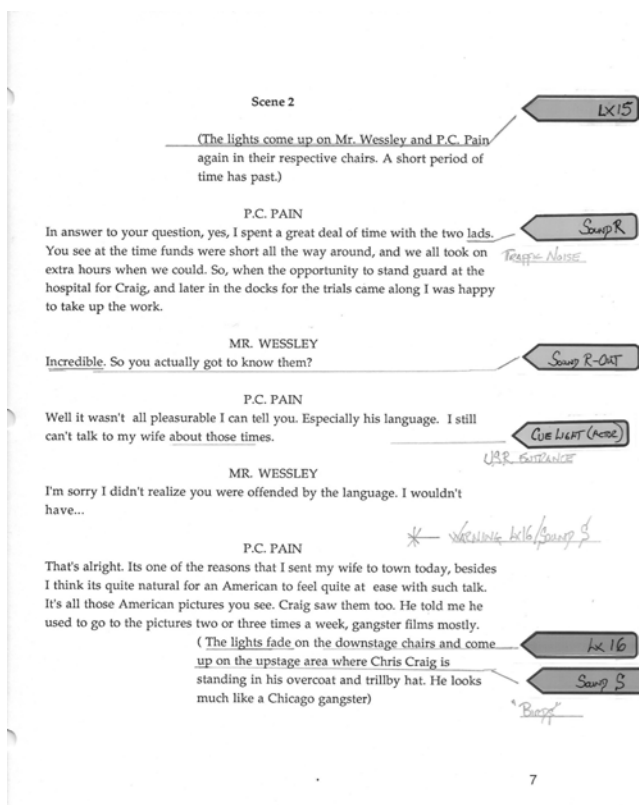 Scene 2
LX15
(The lights come up on Mr. Wessley and P.C. Pain
again in their respective chairs. A short period of
time has past.)
P.C. PAIN
In answer to your question, yes, I spent a great deal of time with the two lads.
SOUND R
You see at the time funds were short all the way around, and we all took on
TRAFFIC NOISE
extra hours when we could. So, when the opportunity to stand guard at the
hospital for Craig, and later in the docks for the trials came along I was happy
to take up the work.
MR. WESSLEY
Incredible. So you actually got to know them?
SOUND R-OUT
P.C. PAIN
Well it wasn't all pleasurable I can tell you. Especially his language. I still
can't talk to my wife about those times.
CUE LIGHT (ACTOR)
USR ENTRANCE
MR. WESSLEY
I'm sorry I didn't realize you were offended by the language. I wouldn't
have...
WARNING LX16/SOUND S
P.C. PAIN
That's alright. Its one of the reasons that I sent my wife to town today, besides
I think its quite natural for an American to feel quite at ease with such talk.
It's all those American pictures you see. Craig saw them too. He told me he
used to go to the pictures two or three times a week, gangster films mostly.
( The lights fade on the downstage chairs and come
LX 16
up on the upstage area where Chris Craig is
standing in his overcoat and trillby hat. He looks
SOUND S
much like a Chicago gangster)
7